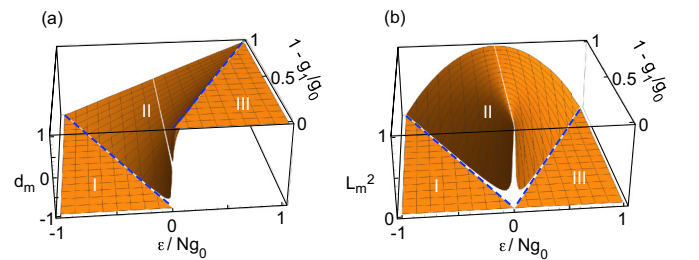 (a)
1
1 - g₁/g₀
0.5
0
II
III
I
1
dₘ 0
-1
-1
0
1
ε / Ng₀
(b)
1
1 - g₁/g₀
0.5
0
II
I
III
1
Lₘ²
0
-1
0
1
ε / Ng₀